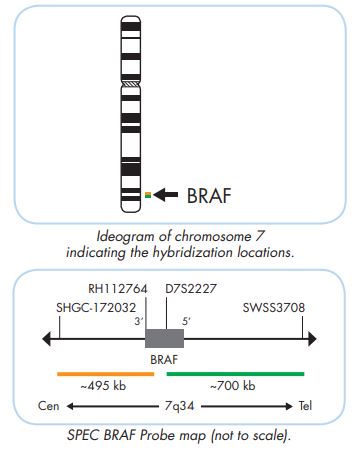 BRAF
Ideogram of chromosome 7
indicating the hybridization locations.
RH112764 D7S2227
SHGC-172032 SWSS3708
3’ 5’
BRAF
~495 kb ~700 kb
Cen 7q34 Tel
SPEC BRAF Probe map (not to scale).